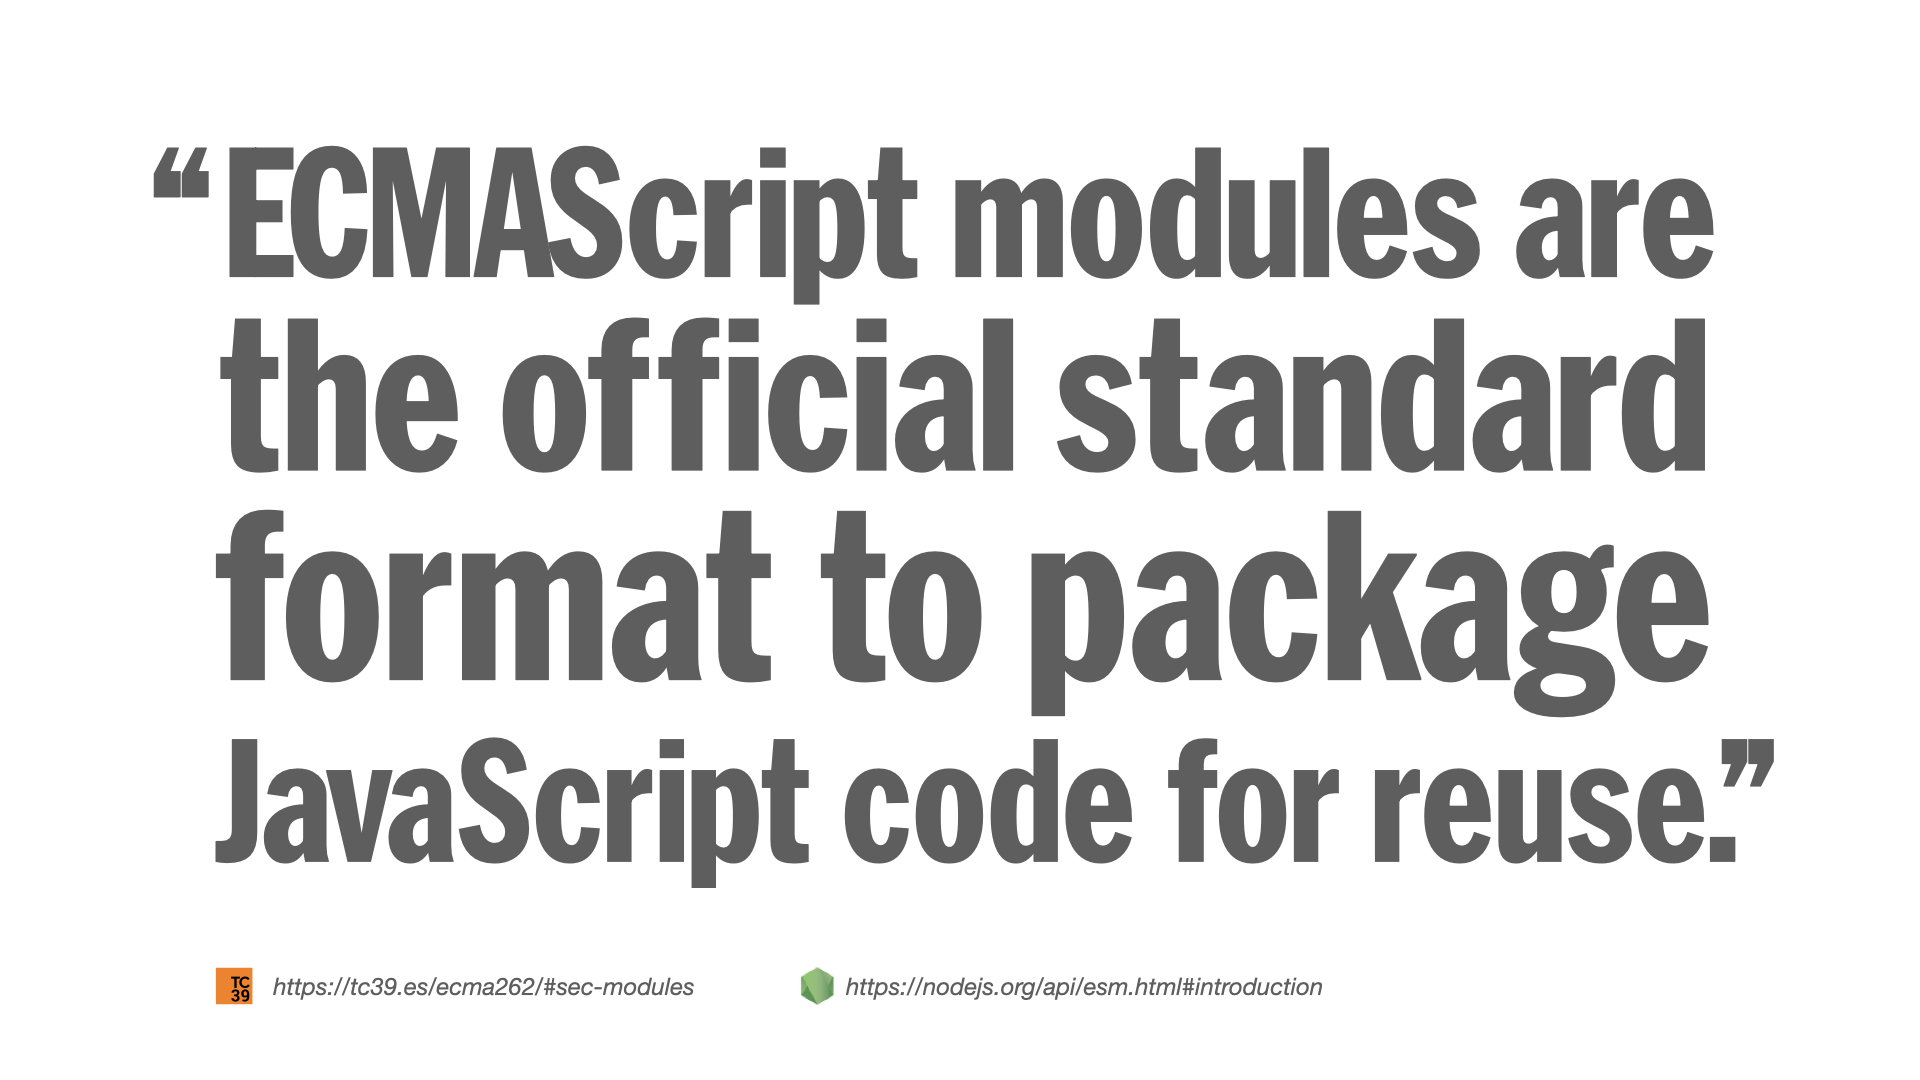 “ECMAScript modules are
the official standard
format to package
JavaScript code for reuse.”
TC
39
https://tc39.es/ecma262/#sec-modules
https://nodejs.org/api/esm.html#introduction